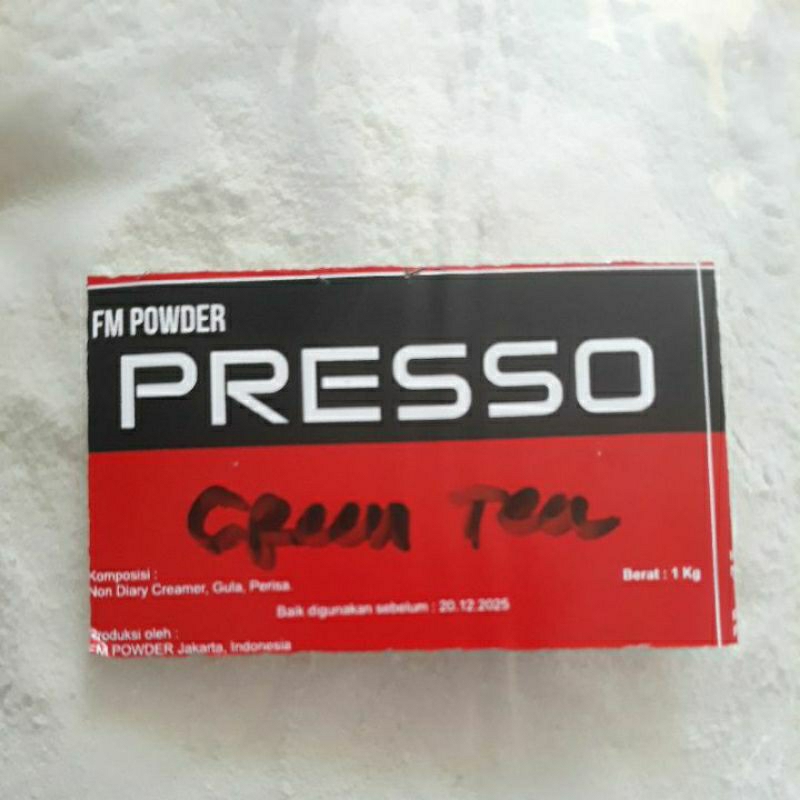 FM POWDER
PRESSO
Green Tea
Komposisi :
Non Diary Creamer, Gula, Perisa.
Berat : 1 Kg
Baik digunakan sebelum : 20.12.2025
Produksi oleh :
FM POWDER Jakarta, Indonesia